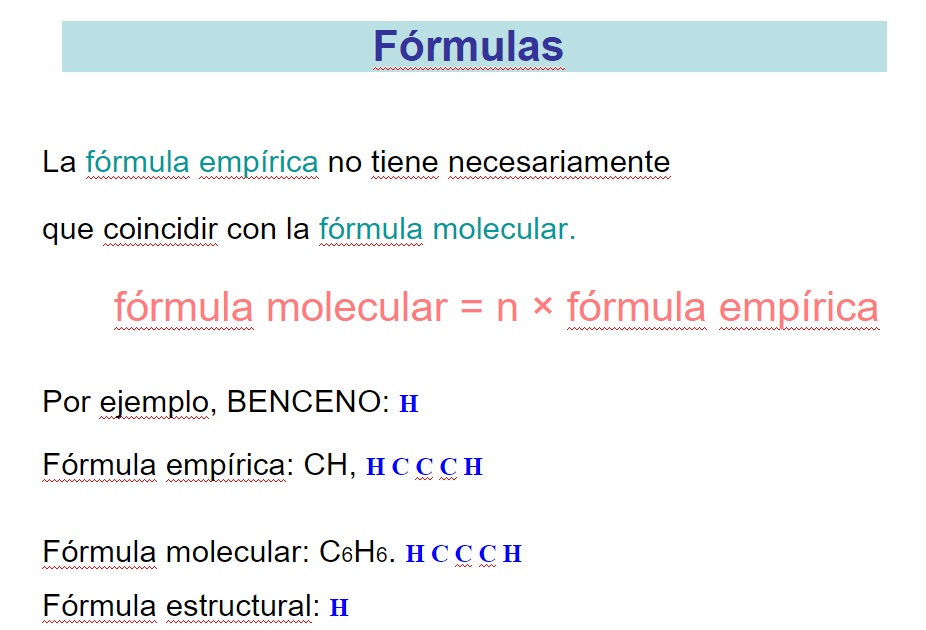 Fórmulas
La fórmula empírica no tiene necesariamente
que coincidir con la fórmula molecular.
fórmula molecular = n × fórmula empírica
Por ejemplo, BENCENO: H
Fórmula empírica: CH, H C C C H
Fórmula molecular: C6H6. H C C C H
Fórmula estructural: H